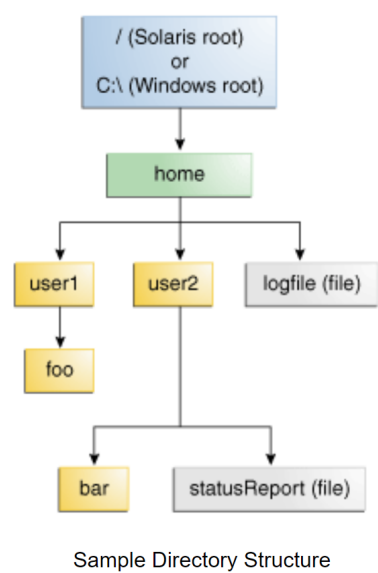 / (Solaris root)
or
C:\ (Windows root)
home
user1
user2
logfile (file)
foo
bar
statusReport (file)
Sample Directory Structure